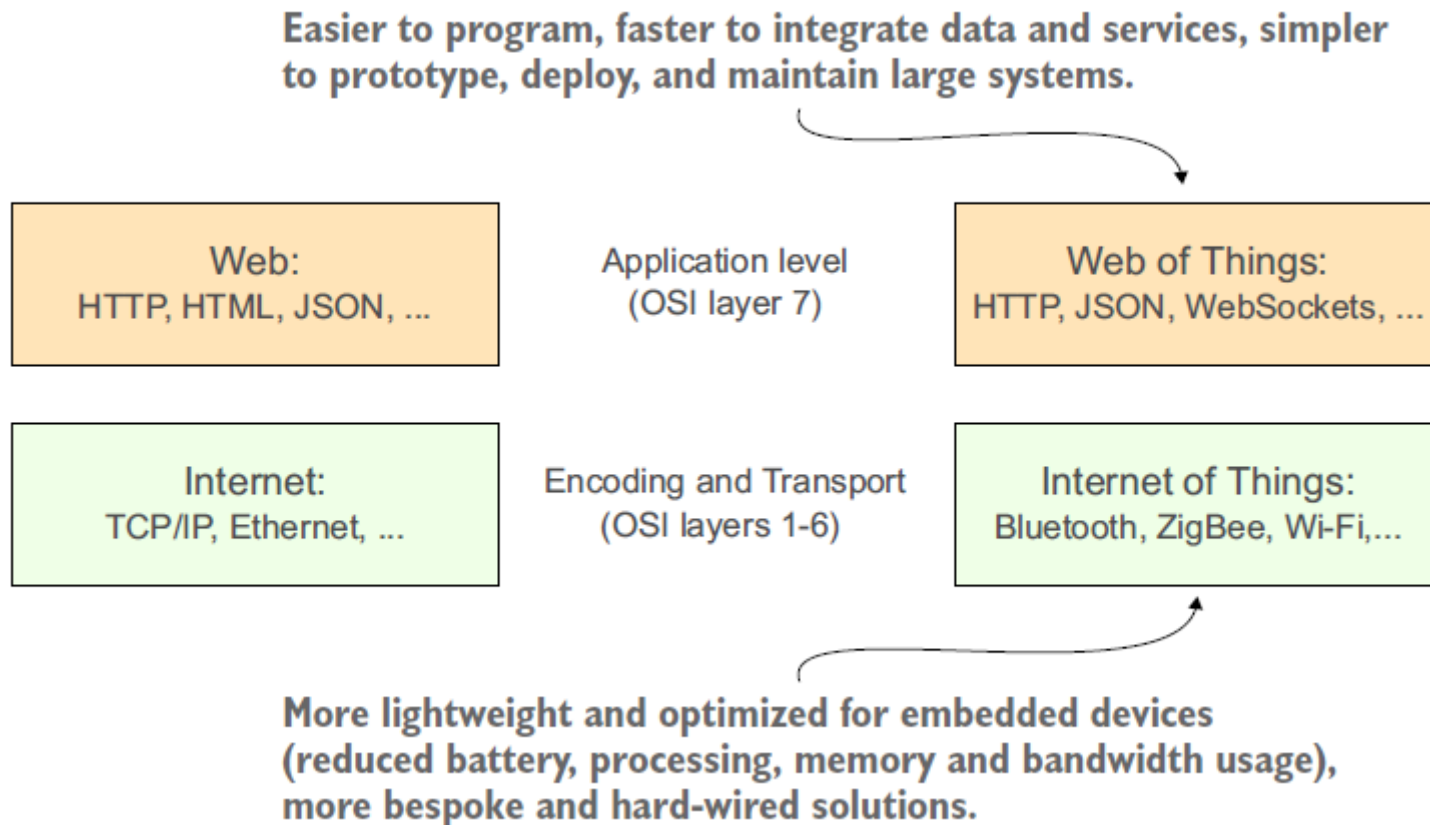 Easier to program, faster to integrate data and services, simpler
to prototype, deploy, and maintain large systems.
Web:
HTTP, HTML, JSON, ...
Application level
(OSI layer 7)
Web of Things:
HTTP, JSON, WebSockets, ...
Internet:
TCP/IP, Ethernet, ...
Encoding and Transport
(OSI layers 1-6)
Internet of Things:
Bluetooth, ZigBee, Wi-Fi,...
More lightweight and optimized for embedded devices
(reduced battery, processing, memory and bandwidth usage),
more bespoke and hard-wired solutions.